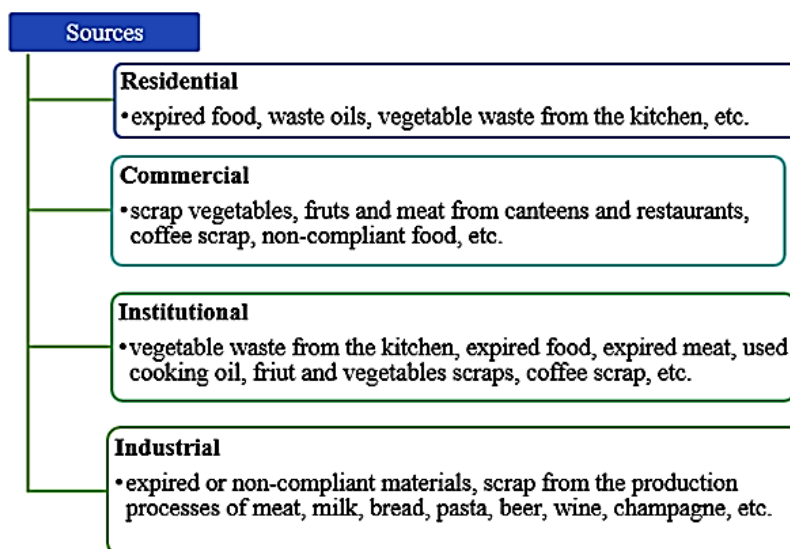 Sources
Residential
•expired food, waste oils, vegetable waste from the kitchen, etc.
Commercial
•scrap vegetables, fruts and meat from canteens and restaurants,
coffee scrap, non-compliant food, etc.
Institutional
•vegetable waste from the kitchen, expired food, expired meat, used
cooking oil, friut and vegetables scraps, coffee scrap, etc.
Industrial
•expired or non-compliant materials, scrap from the production
processes of meat, milk, bread, pasta, beer, wine, champagne, etc.